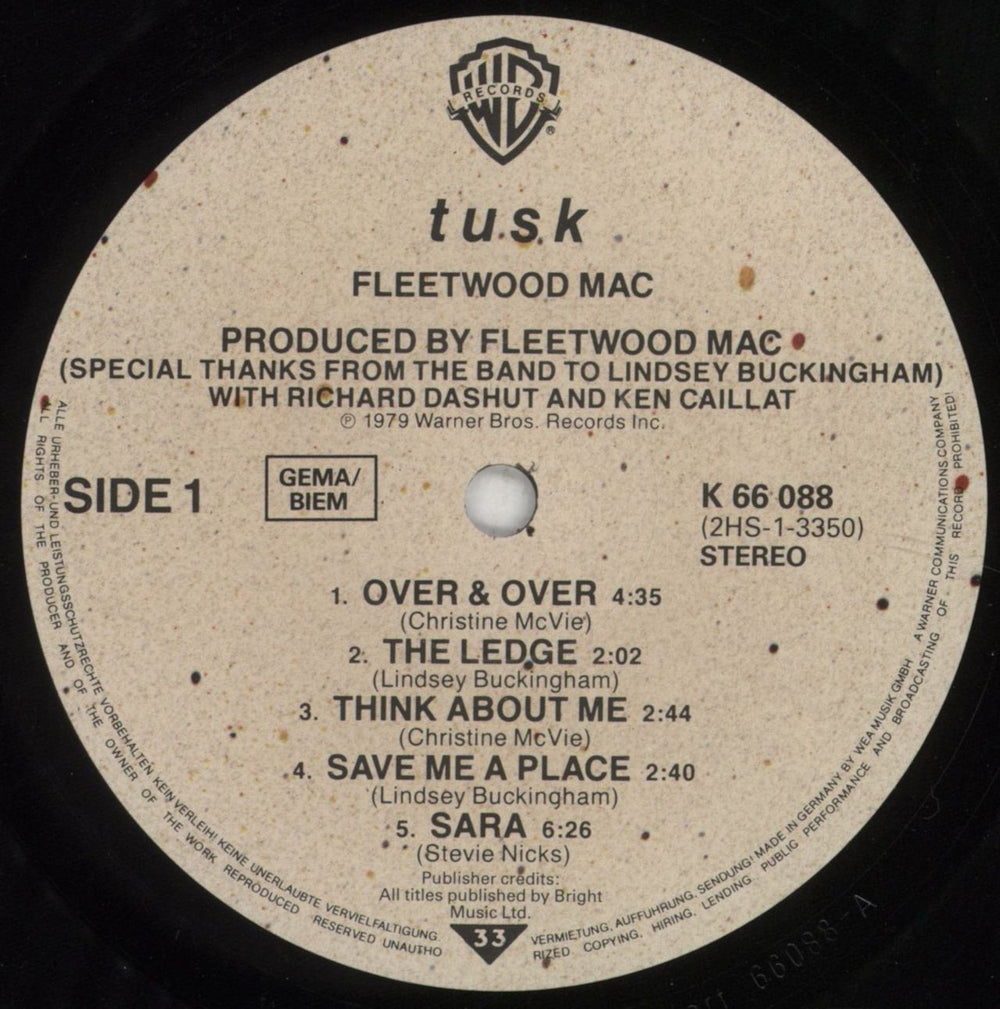 RECORDS
®
tusk
FLEETWOOD MAC
PRODUCED BY FLEETWOOD MAC
(SPECIAL THANKS FROM THE BAND TO LINDSEY BUCKINGHAM)
WITH RICHARD DASHUT AND KEN CAILLAT
℗ 1979 Warner Bros. Records Inc.
SIDE 1
GEMA/
BIEM
K 66 088
(2HS-1-3350)
STEREO
1. OVER & OVER 4:35
(Christine McVie)
2. THE LEDGE 2:02
(Lindsey Buckingham)
3. THINK ABOUT ME 2:44
(Christine McVie)
4. SAVE ME A PLACE 2:40
(Lindsey Buckingham)
5. SARA 6:26
(Stevie Nicks)
Publisher credits:
All titles published by Bright
Music Ltd.
33
ALLE URHEBER- UND LEISTUNGSSCHUTZRECHTE VORBEHALTEN KEIN VERLEIH! KEINE UNERLAUBTE VERVIELFALTIGUNG,
VERMIETUNG, AUFFUHRUNG, SENDUNG! MADE IN GERMANY BY WEA MUSIK GMBH A WARNER COMMUNICATIONS COMPANY
ALL RIGHTS OF THE PRODUCER AND OF THE OWNER OF THE WORK REPRODUCED RESERVED UNAUTHO
RIZED COPYING, HIRING, LENDING PUBLIC PERFORMANCE AND BROADCASTING OF THIS RECORD PROHIBITED!
66088-A